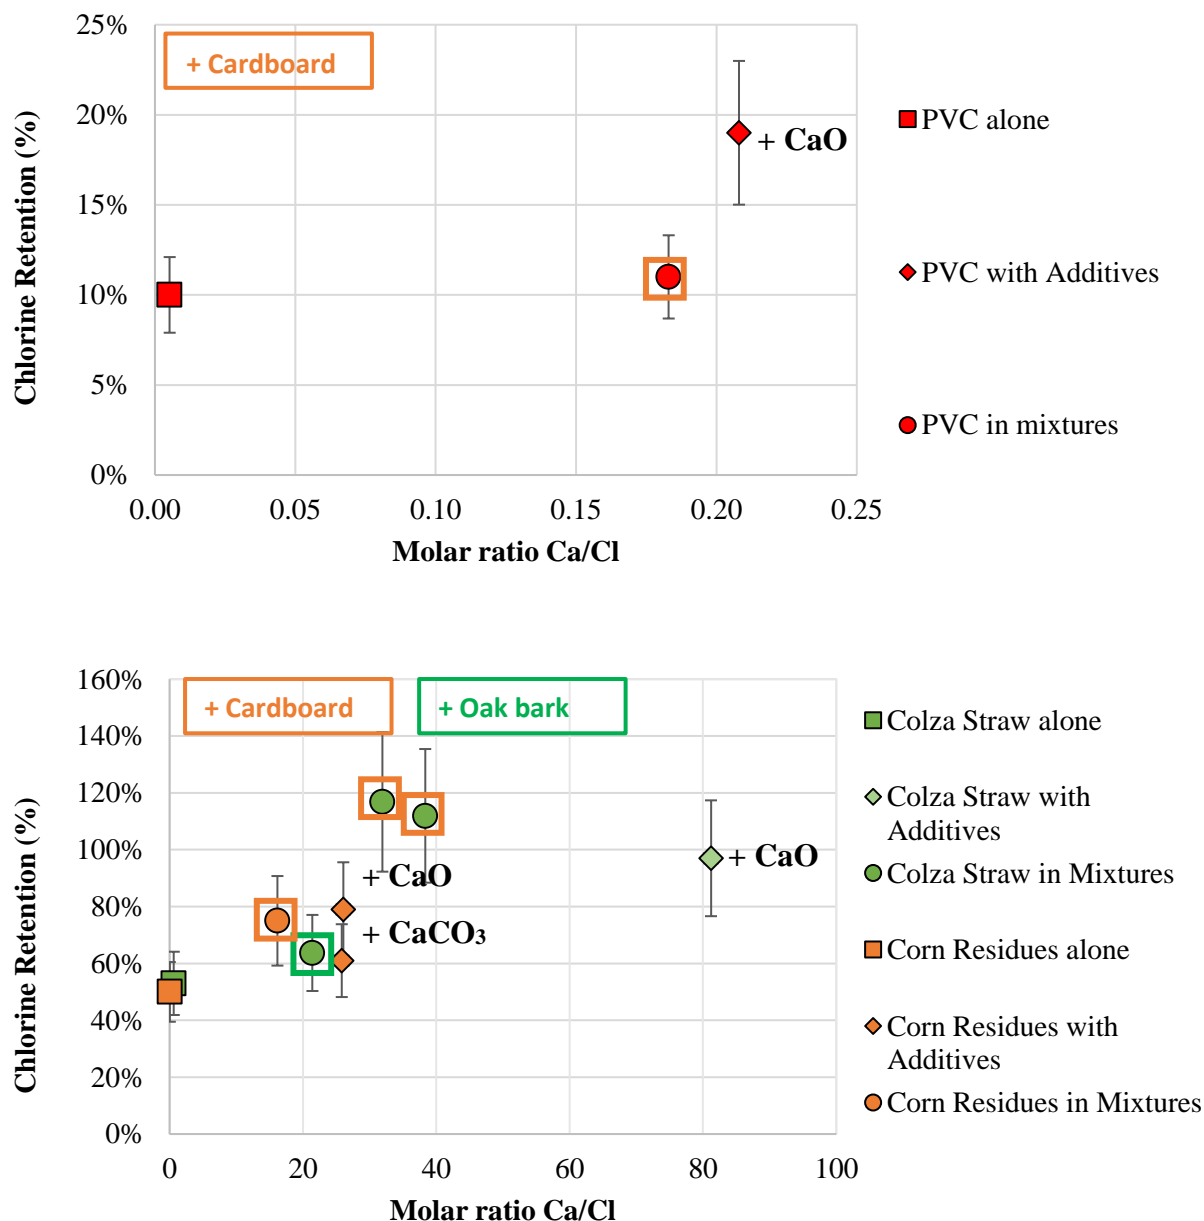 25%
+ Cardboard
20%
+ CaO
15%
10%
5%
0%
0.00 0.05 0.10 0.15 0.20 0.25
Chlorine Retention (%)
Molar ratio Ca/Cl
PVC alone
PVC with Additives
PVC in mixtures
160%
+ Cardboard
+ Oak bark
140%
120%
100%
+ CaO
+ CaO
80%
+ CaCO₃
60%
40%
20%
0%
0 20 40 60 80 100
Chlorine Retention (%)
Molar ratio Ca/Cl
Colza Straw alone
Colza Straw with
Additives
Colza Straw in Mixtures
Corn Residues alone
Corn Residues with
Additives
Corn Residues in Mixtures